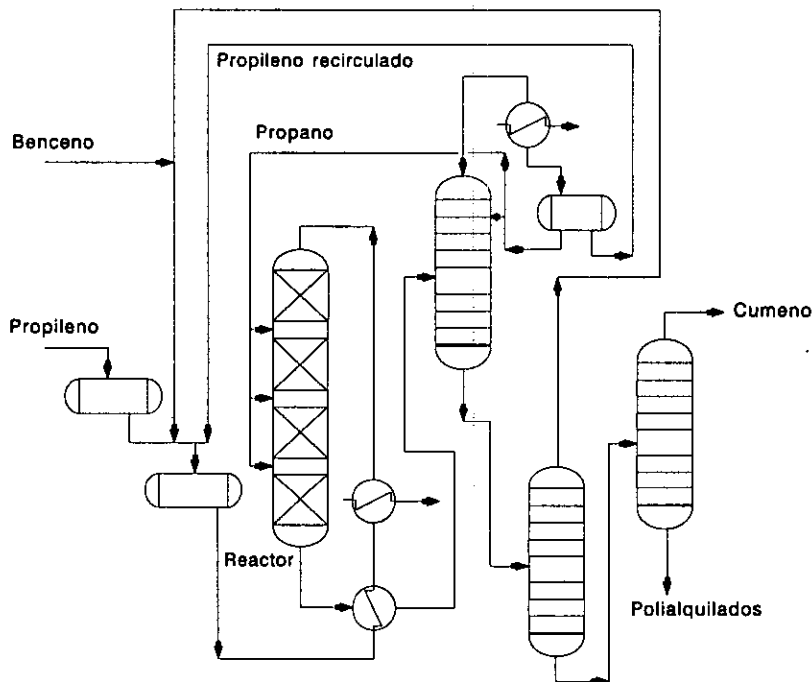 Propileno recirculado
Propano
Benceno
Propileno
Cumeno
Reactor
Polialquilados